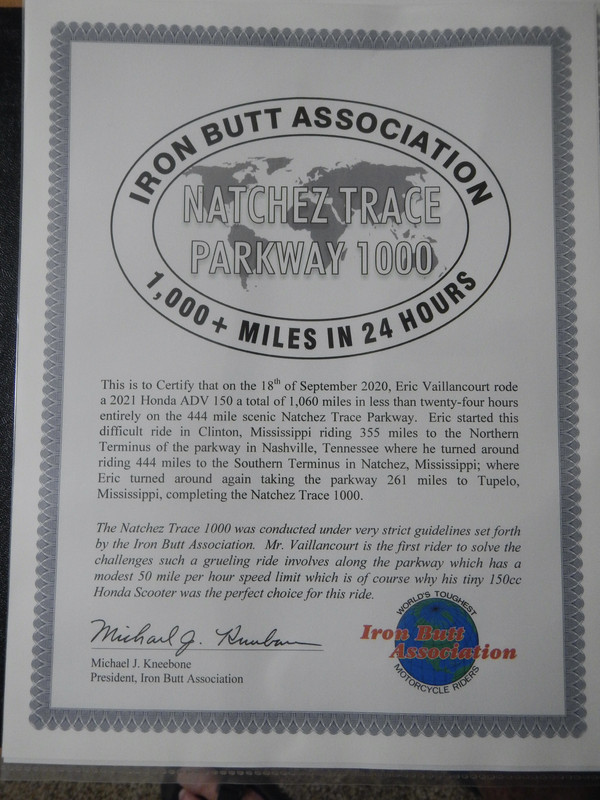 IRON BUTT ASSOCIATION
NATCHEZ TRACE
PARKWAY 1000
1,000+ MILES IN 24 HOURS
This is to Certify that on the 18th of September 2020, Eric Vaillancourt rode
a 2021 Honda ADV 150 a total of 1,060 miles in less than twenty-four hours
entirely on the 444 mile scenic Natchez Trace Parkway. Eric started this
difficult ride in Clinton, Mississippi riding 355 miles to the Northern
Terminus of the parkway in Nashville, Tennessee where he turned around
riding 444 miles to the Southern Terminus in Natchez, Mississippi; where
Eric turned around again taking the parkway 261 miles to Tupelo,
Mississippi, completing the Natchez Trace 1000.
The Natchez Trace 1000 was conducted under very strict guidelines set forth
by the Iron Butt Association. Mr. Vaillancourt is the first rider to solve the
challenges such a grueling ride involves along the parkway which has a
modest 50 mile per hour speed limit which is of course why his tiny 150cc
Honda Scooter was the perfect choice for this ride.
Michael J. Kneebone
Michael J. Kneebone
President, Iron Butt Association
WORLD'S TOUGHEST
Iron Butt
Association
MOTORCYCLE RIDERS